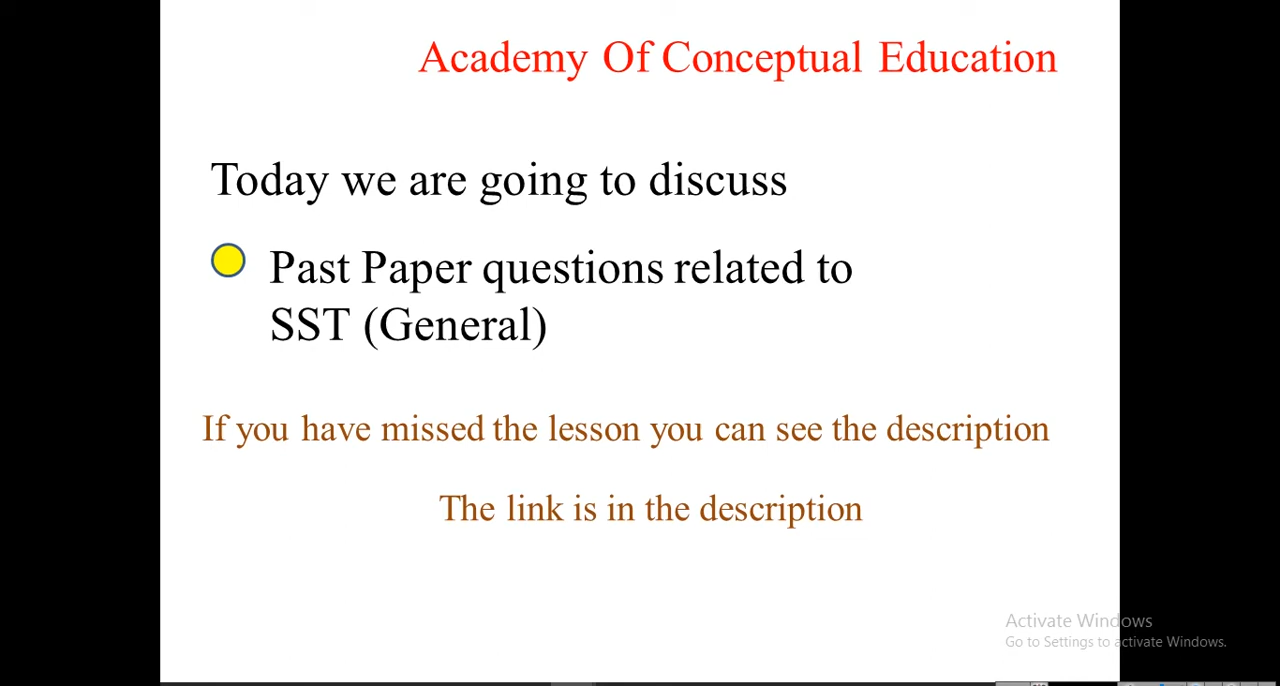 Academy Of Conceptual Education
Today we are going to discuss
Past Paper questions related to
SST (General)
If you have missed the lesson you can see the description
The link is in the description
Activate Windows
Go to Settings to activate Windows.